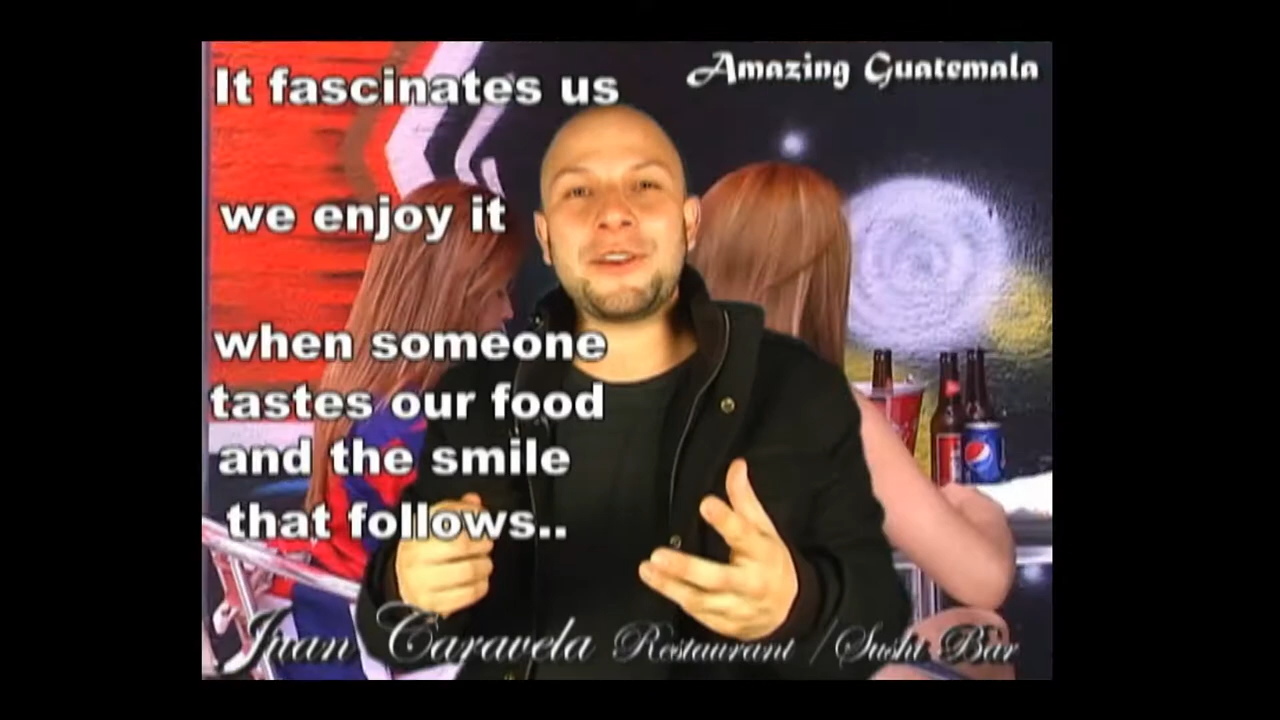 It fascinates us
Amazing Guatemala
we enjoy it
when someone
tastes our food
and the smile
that follows..
Juan Caravela Restaurant / Sushi Bar